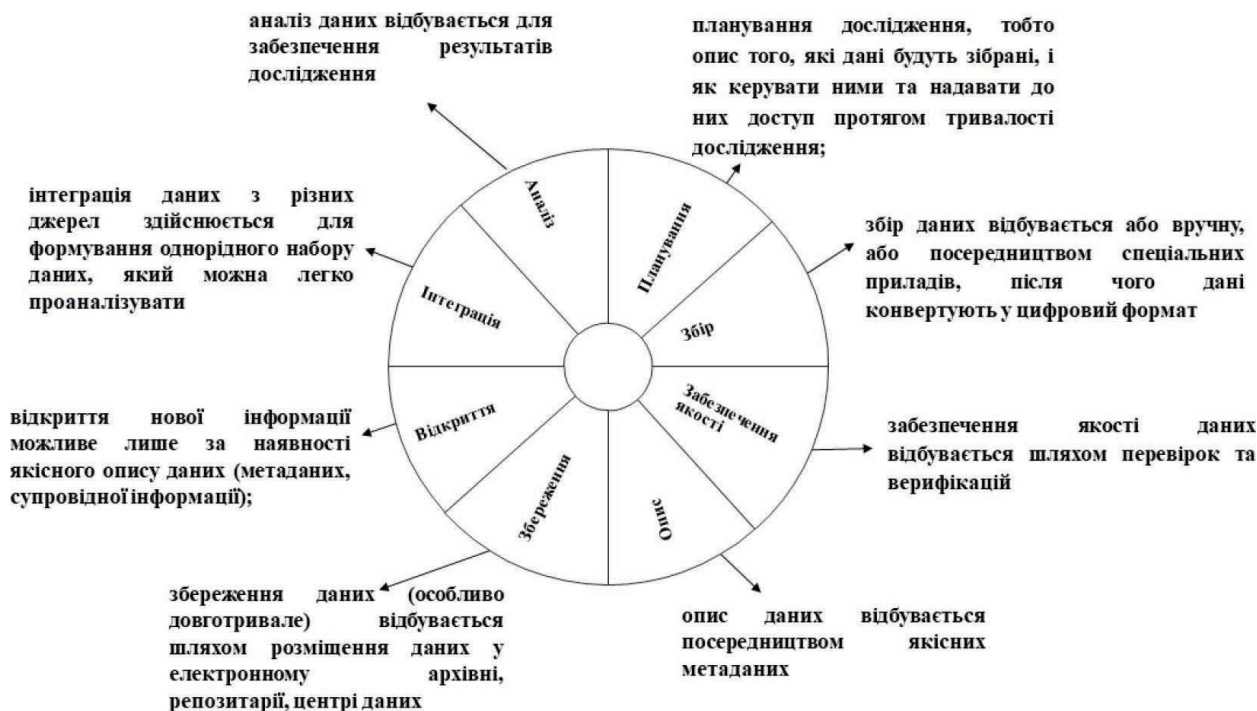 аналіз даних відбувається для
забезпечення результатів
дослідження
планування дослідження, тобто
опис того, які дані будуть зібрані, і
як керувати ними та надавати до
них доступ протягом тривалості
дослідження;
інтеграція даних з різних
джерел здійснюється для
формування однорідного набору
даних, який можна легко
проаналізувати
збір даних відбувається або вручну,
або посередництвом спеціальних
приладів, після чого дані
конвертують у цифровий формат
Аналіз
Планування
Інтеграція
Збір
Відкриття
Забезпечення
якості
Збереження
Опис
відкриття нової інформації
можливе лише за наявності
якісного опису даних (метаданих,
супровідної інформації);
забезпечення якості даних
відбувається шляхом перевірок та
верифікацій
збереження даних (особливо
довготривале) відбувається
шляхом розміщення даних у
електронному архівні,
репозитарії, центрі даних
опис даних відбувається
посередництвом якісних
метаданих